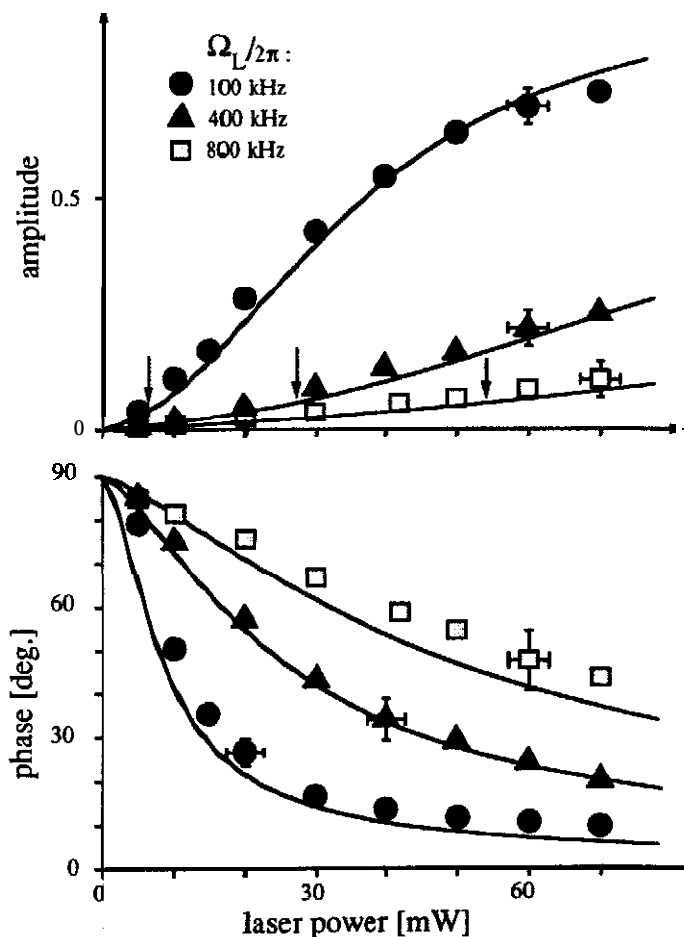 Ω_L/2π :
100 kHz
400 kHz
800 kHz
0.5
0
amplitude
90
60
30
0
phase [deg.]
0 30 60
laser power [mW]